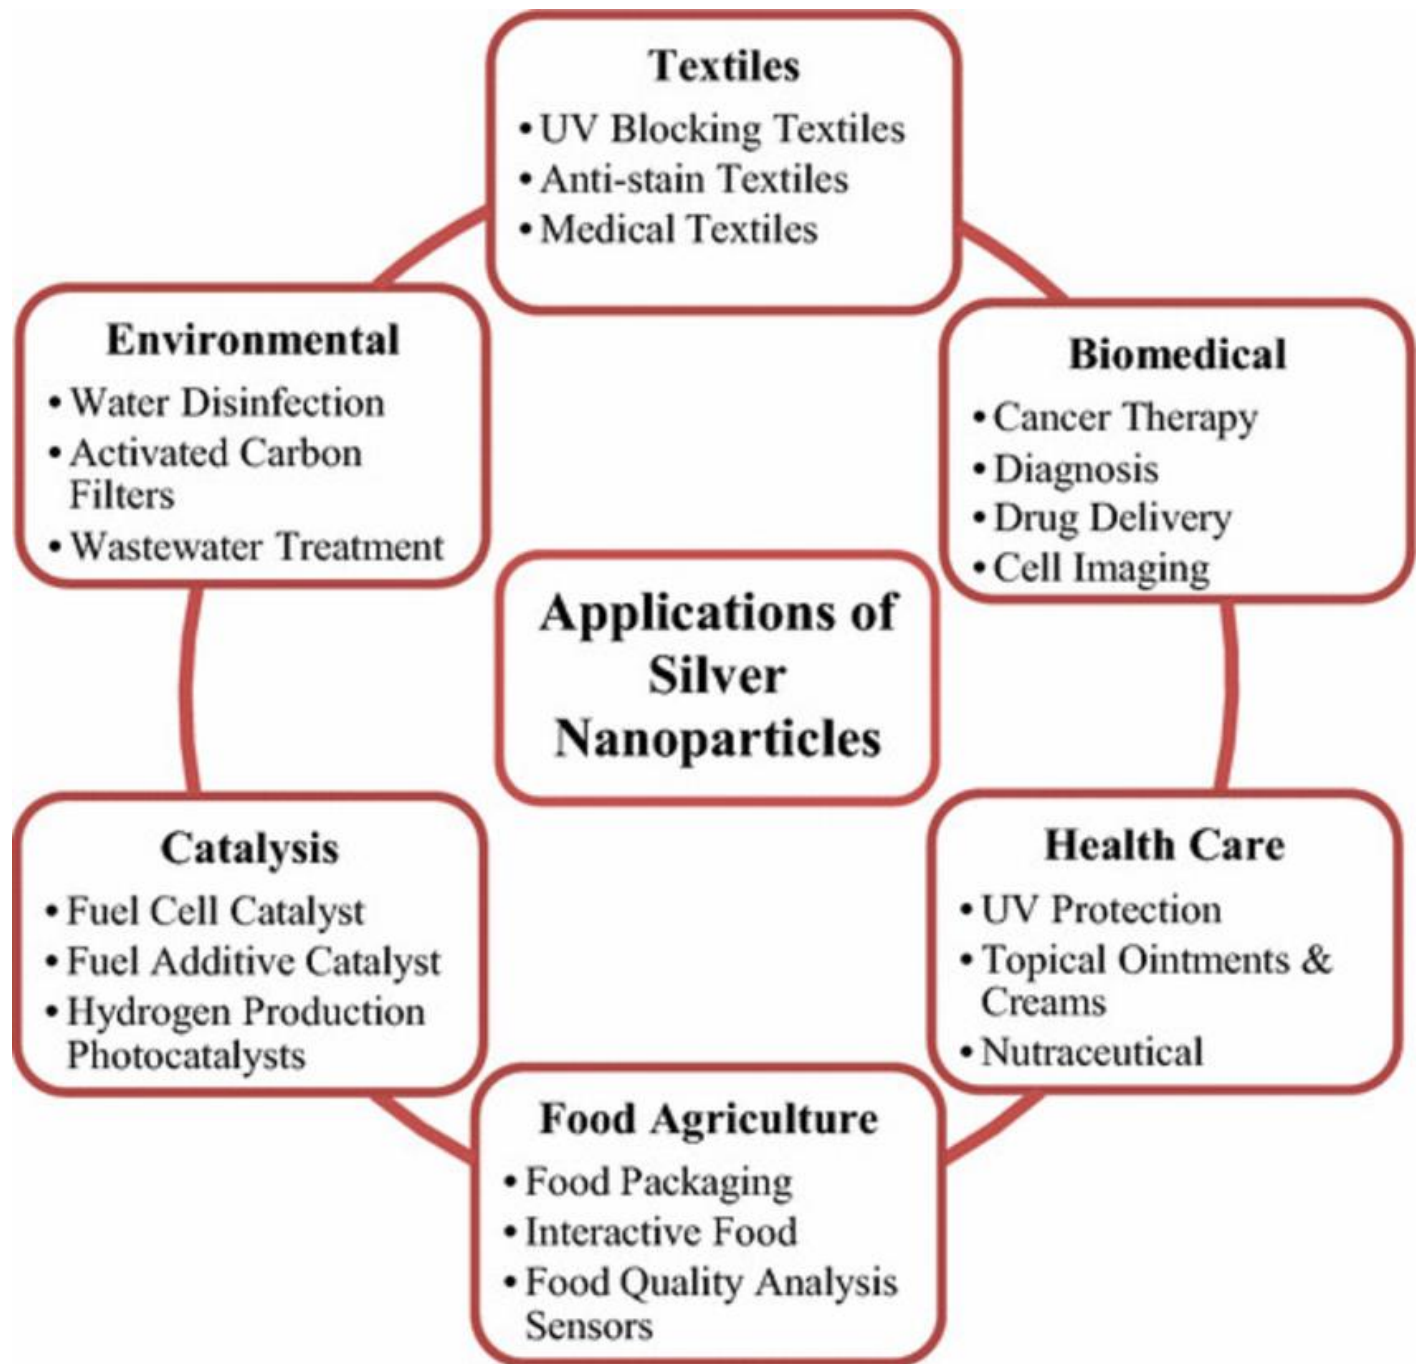 Textiles
• UV Blocking Textiles
• Anti-stain Textiles
• Medical Textiles
Environmental
• Water Disinfection
• Activated Carbon
Filters
• Wastewater Treatment
Biomedical
• Cancer Therapy
• Diagnosis
• Drug Delivery
• Cell Imaging
Applications of
Silver
Nanoparticles
Catalysis
• Fuel Cell Catalyst
• Fuel Additive Catalyst
• Hydrogen Production
Photocatalysts
Health Care
• UV Protection
• Topical Ointments &
Creams
• Nutraceutical
Food Agriculture
• Food Packaging
• Interactive Food
• Food Quality Analysis
Sensors